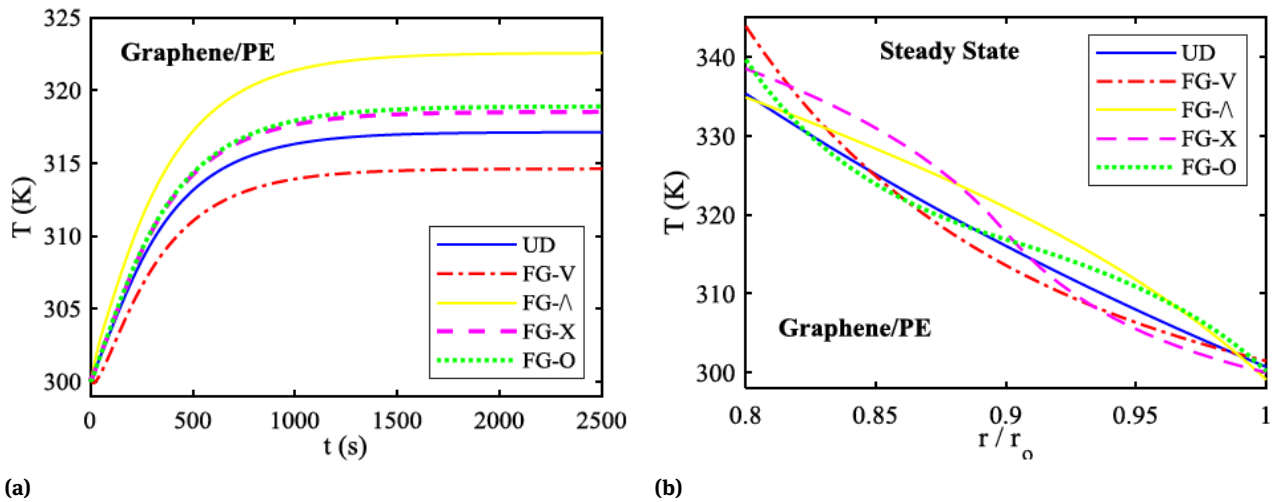 325
320
315
310
305
300
T (K)
Graphene/PE
UD
FG-V
FG-/\
FG-X
FG-O
0
500
1000
1500
2000
2500
t (s)
(a)
340
330
320
310
300
T (K)
Steady State
UD
FG-V
FG-/\
FG-X
FG-O
Graphene/PE
0.8
0.85
0.9
0.95
1
r / r_o
(b)